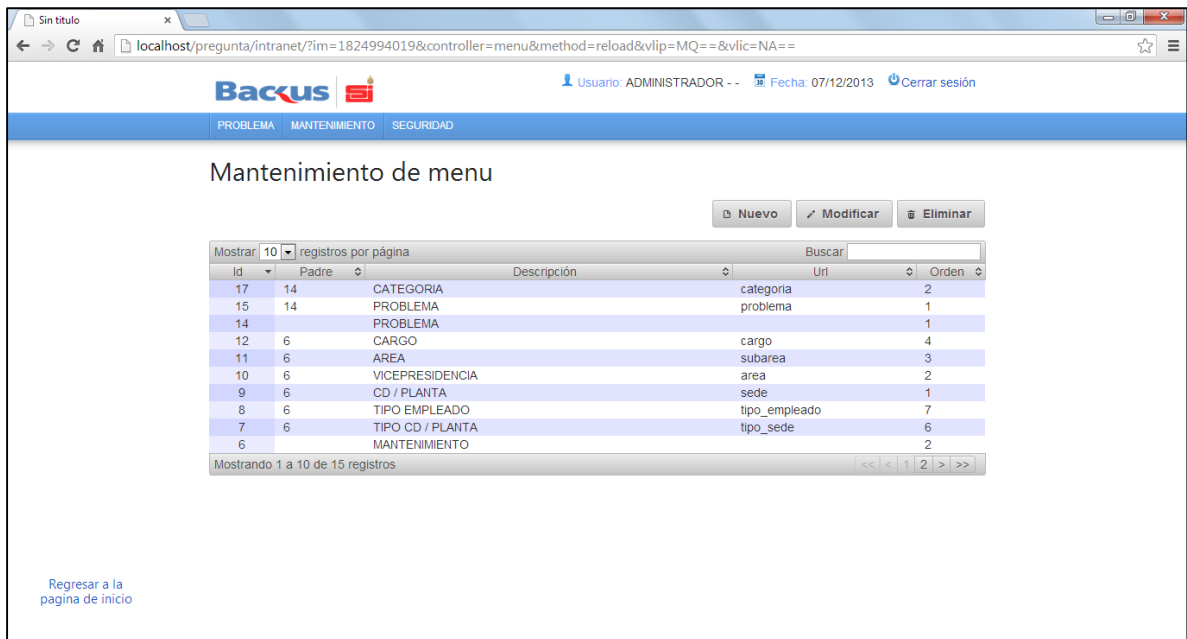 Sin titulo
localhost/pregunta/intranet/?im=1824994019&controller=menu&method=reload&vlip=MQ==&vlic=NA==
Backus si Usuario: ADMINISTRADOR - - Fecha: 07/12/2013 Cerrar sesión
PROBLEMA MANTENIMIENTO SEGURIDAD
Mantenimiento de menu
Nuevo Modificar Eliminar
Mostrar 10 registros por página Buscar
Id Padre Descripción Url Orden
17 14 CATEGORIA categoria 2
15 14 PROBLEMA problema 1
14 PROBLEMA 1
12 6 CARGO cargo 4
11 6 AREA subarea 3
10 6 VICEPRESIDENCIA area 2
9 6 CD / PLANTA sede 1
8 6 TIPO EMPLEADO tipo_empleado 7
7 6 TIPO CD / PLANTA tipo_sede 6
6 MANTENIMIENTO 2
Mostrando 1 a 10 de 15 registros << < 1 2 > >>
Regresar a la
pagina de inicio